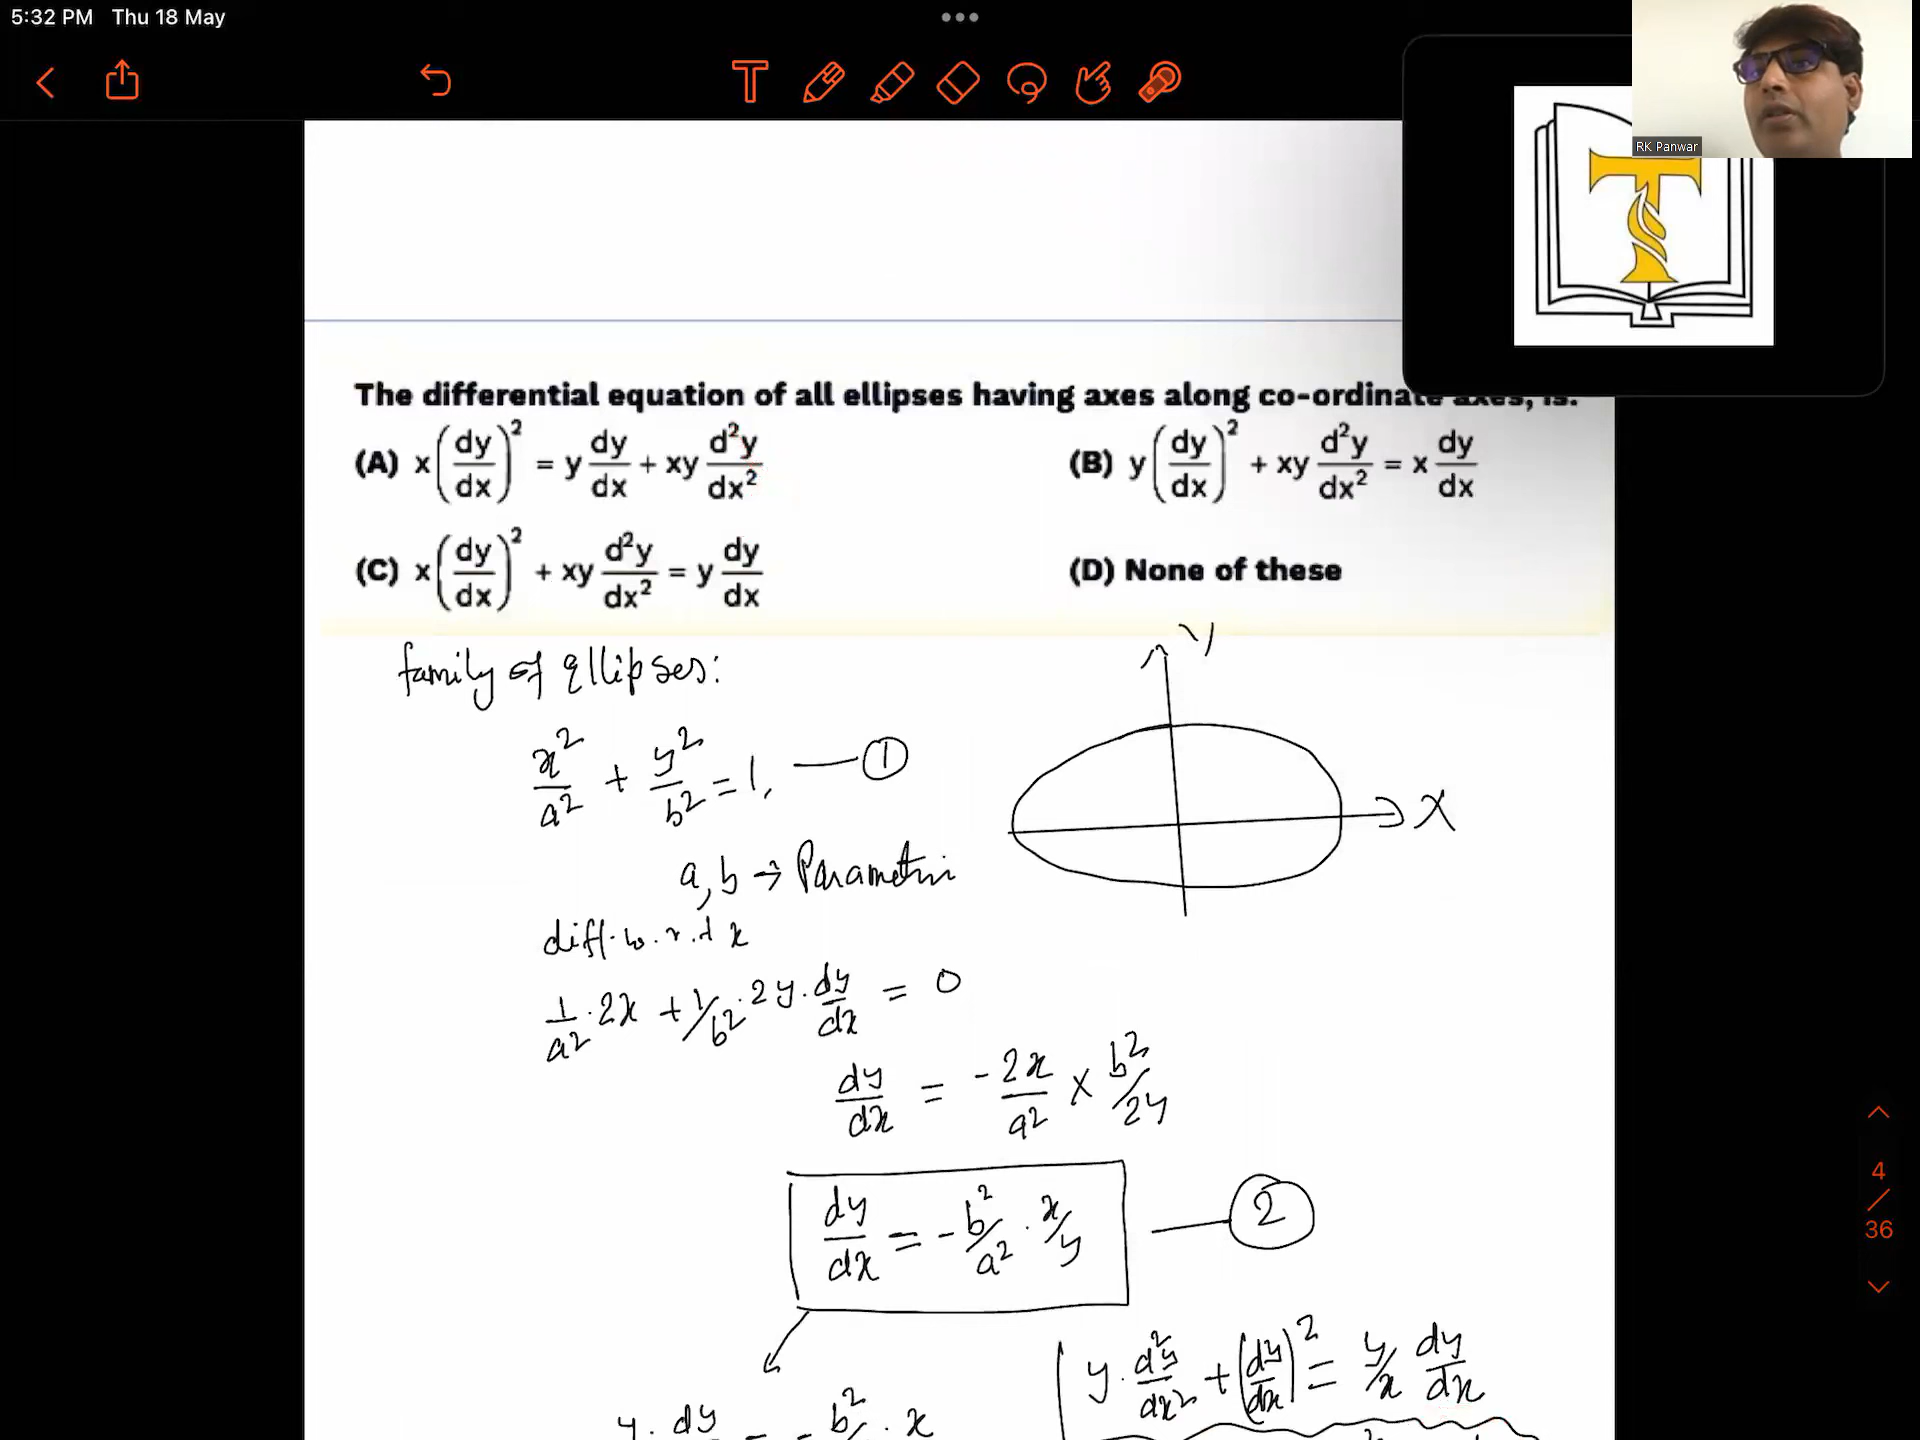 5:32 PM Thu 18 May
RK Panwar
The differential equation of all ellipses having axes along co-ordinate axes, is:
(A) x(dy/dx)² = y dy/dx + xy d²y/dx²
(B) y(dy/dx)² + xy d²y/dx² = x dy/dx
(C) x(dy/dx)² + xy d²y/dx² = y dy/dx
(D) None of these
family of Ellipses:
Y
x²/a² + y²/b² = 1, — ①
X
a, b → Parametri
diff. w.r.t x
1/a² · 2x + 1/b² · 2y · dy/dx = 0
dy/dx = -2x/a² × b²/2y
dy/dx = - b²/a² · x/y — ②
4
/
36
y · d²y/dx² + (dy/dx)² = y/x dy/dx
y · dy = - b²/ · x